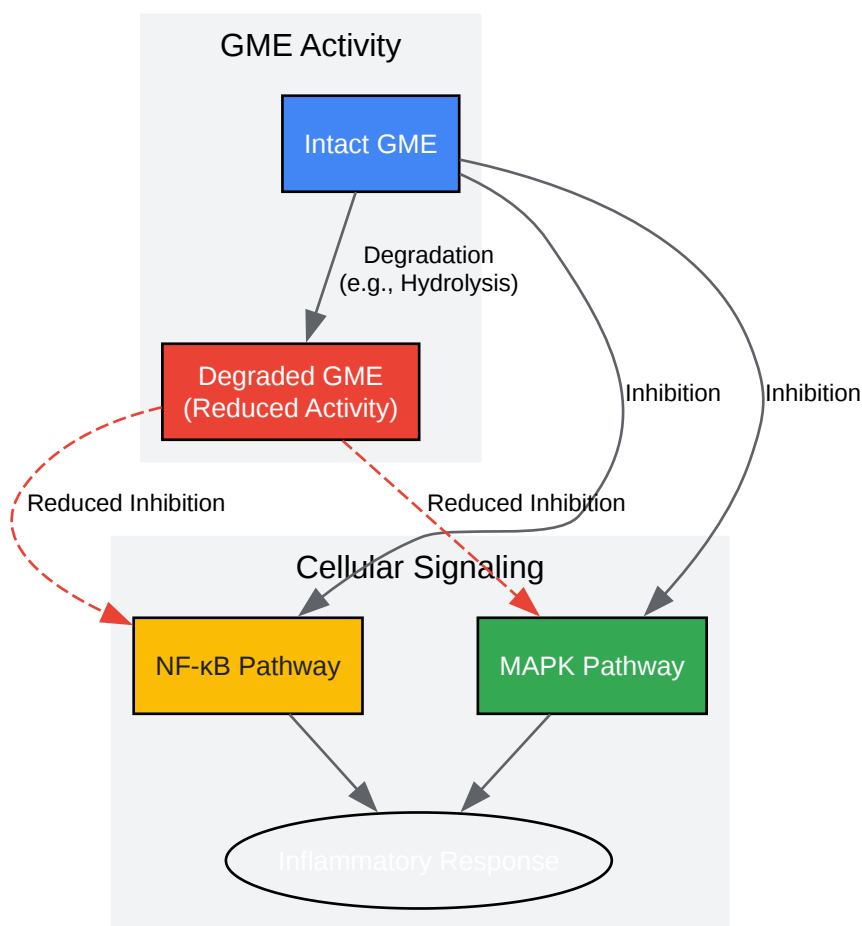 GME Activity
Intact GME
Degradation
(e.g., Hydrolysis)
Degraded GME
(Reduced Activity)
Inhibition
Inhibition
Reduced Inhibition
Reduced Inhibition
Cellular Signaling
NF-κB Pathway
MAPK Pathway
Inflammatory Response